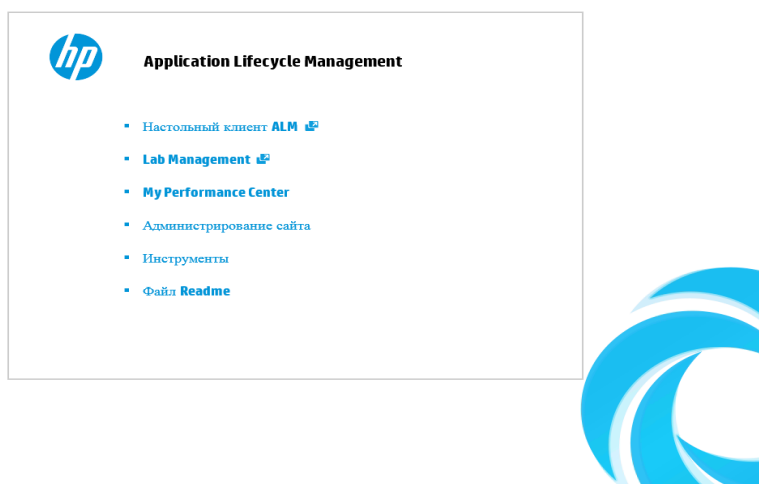 hp
Application Lifecycle Management
Настольный клиент ALM
Lab Management
My Performance Center
Администрирование сайта
Инструменты
Файл Readme